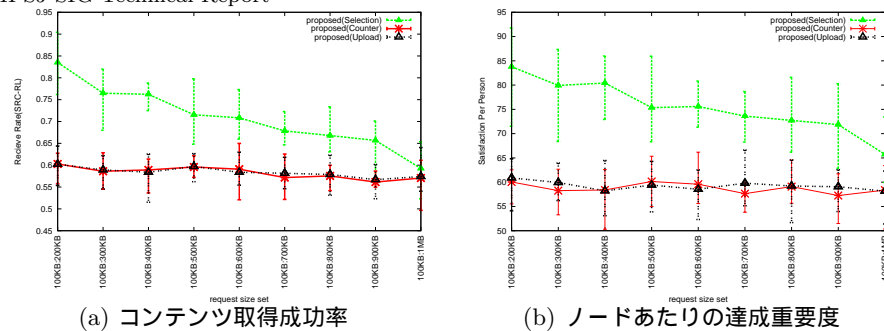 SIG Technical Report
proposed(Selection)
proposed(Counter)
proposed(Upload)
Recieve Rate(SRC-RL)
0.95
0.9
0.85
0.8
0.75
0.7
0.65
0.6
0.55
0.5
0.45
100KB:200KB
100KB:300KB
100KB:400KB
100KB:500KB
100KB:600KB
100KB:700KB
100KB:800KB
100KB:900KB
100KB:1MB
request size set
(a) コンテンツ取得成功率
proposed(Selection)
proposed(Counter)
proposed(Upload)
Satisfaction Per Person
95
90
85
80
75
70
65
60
55
50
100KB:200KB
100KB:300KB
100KB:400KB
100KB:500KB
100KB:600KB
100KB:700KB
100KB:800KB
100KB:900KB
100KB:1MB
request size set
(b) ノードあたりの達成重要度